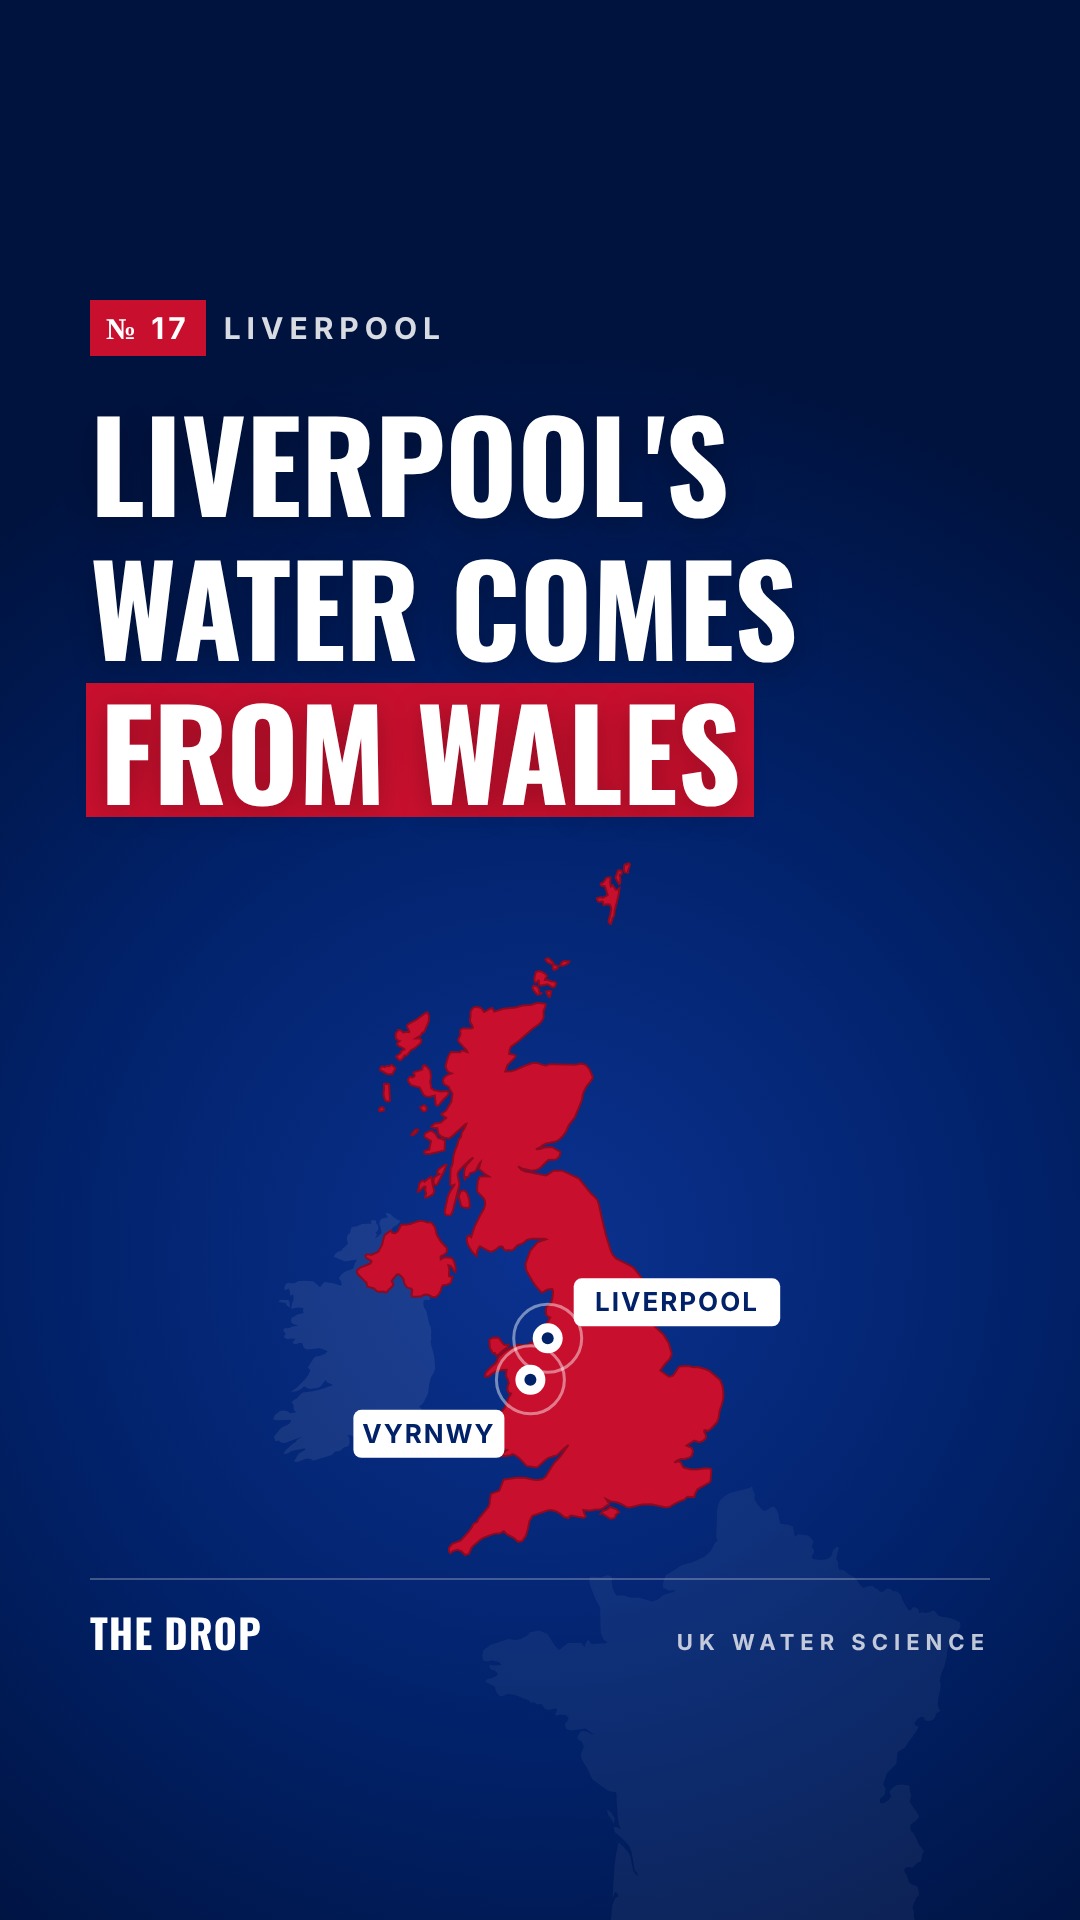 № 17 LIVERPOOL
LIVERPOOL'S
WATER COMES
FROM WALES
LIVERPOOL
VYRNWY
THE DROP
UK WATER SCIENCE